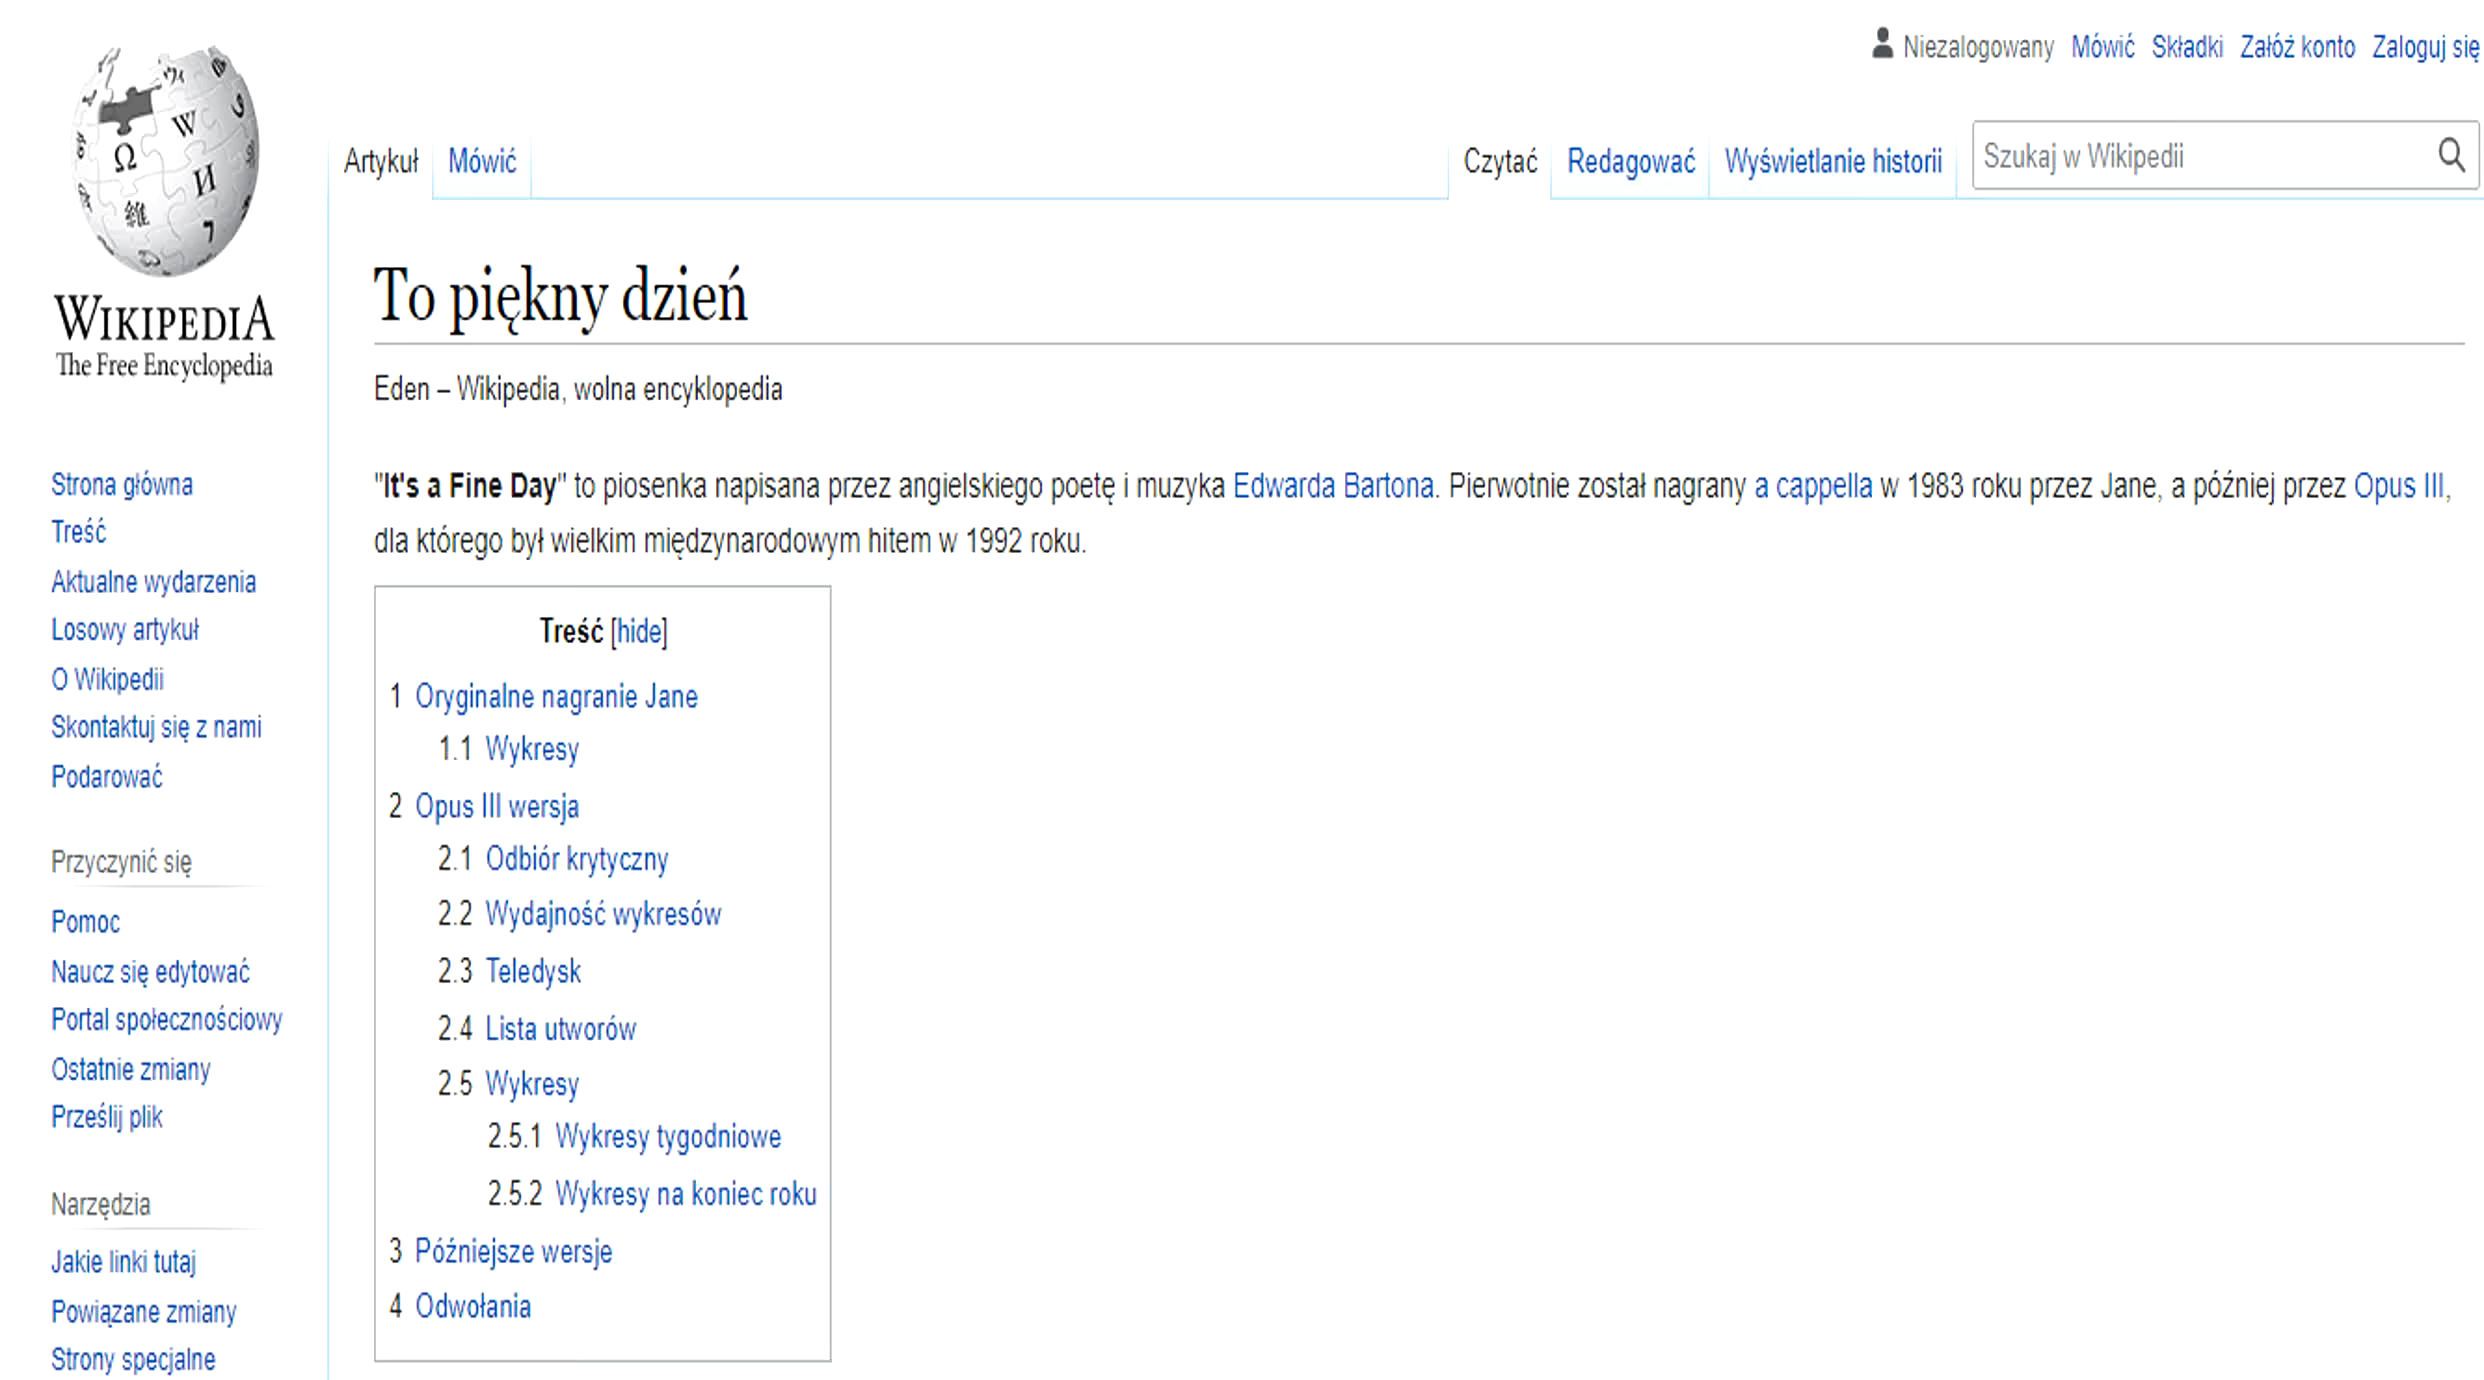 Niezalogowany Mówić Składki Załóż konto Zaloguj się
Artykuł Mówić Czytać Redagować Wyświetlanie historii Szukaj w Wikipedii
Ω W И 維 7
WIKIPEDIA
The Free Encyclopedia
Strona główna
Treść
Aktualne wydarzenia
Losowy artykuł
O Wikipedii
Skontaktuj się z nami
Podarować
Przyczynić się
Pomoc
Naucz się edytować
Portal społecznościowy
Ostatnie zmiany
Prześlij plik
Narzędzia
Jakie linki tutaj
Powiązane zmiany
Strony specjalne
To piękny dzień
Eden – Wikipedia, wolna encyklopedia
"It's a Fine Day" to piosenka napisana przez angielskiego poetę i muzyka Edwarda Bartona. Pierwotnie został nagrany a cappella w 1983 roku przez Jane, a później przez Opus III,
dla którego był wielkim międzynarodowym hitem w 1992 roku.
Treść [hide]
1 Oryginalne nagranie Jane
1.1 Wykresy
2 Opus III wersja
2.1 Odbiór krytyczny
2.2 Wydajność wykresów
2.3 Teledysk
2.4 Lista utworów
2.5 Wykresy
2.5.1 Wykresy tygodniowe
2.5.2 Wykresy na koniec roku
3 Późniejsze wersje
4 Odwołania